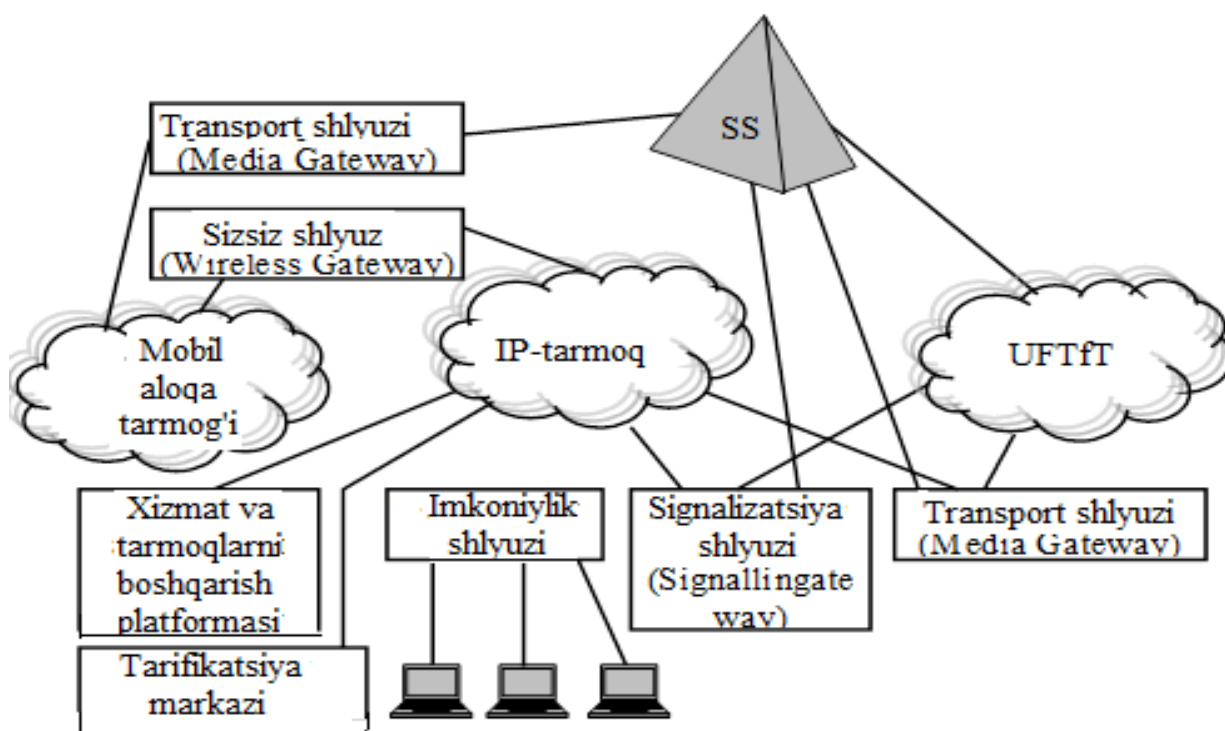 SS
Transport shlyuzi
(Media Gateway)
Sizsiz shlyuz
(Wireless Gateway)
Mobil
aloqa
tarmog'i
IP-tarmoq
UFTfT
Xizmat va
tarmoqlarni
boshqarish
platformasi
Imkoniylik
shlyuzi
Signalizatsiya
shlyuzi
(Signallingate
way)
Transport shlyuzi
(Media Gateway)
Tarifikatsiya
markazi